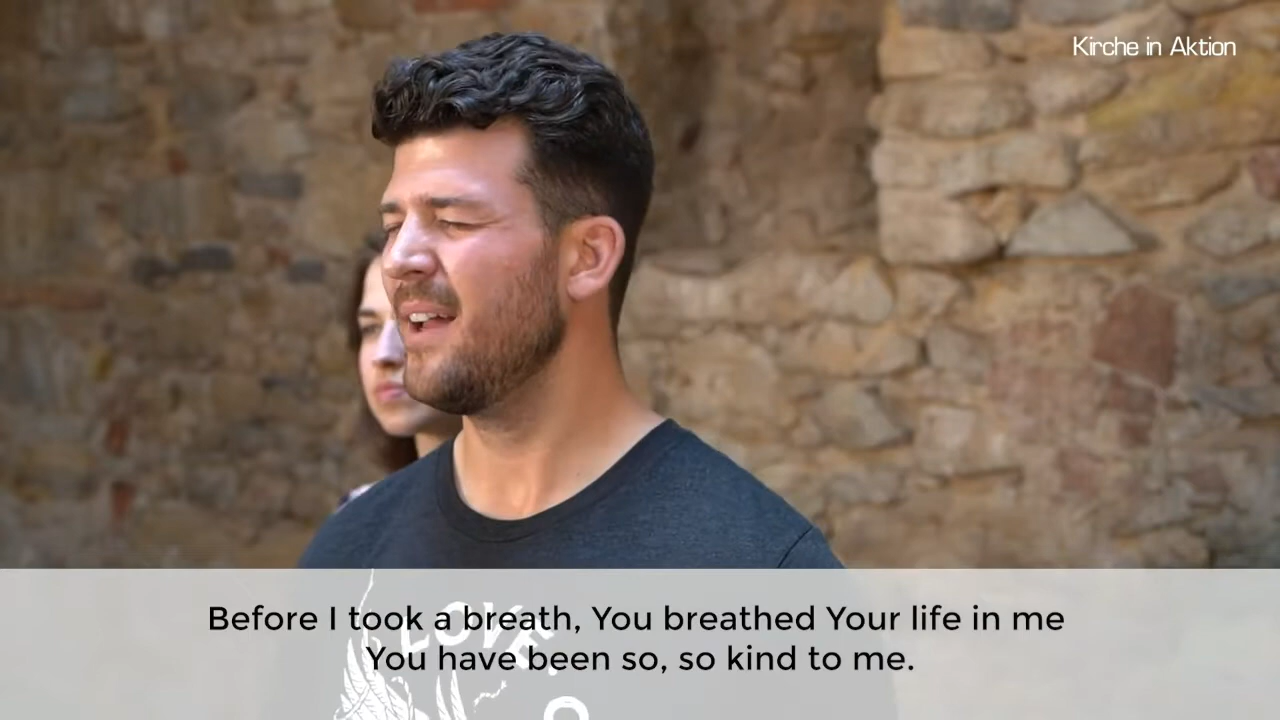 Kirche in Aktion
Before I took a breath, You breathed Your life in me
You have been so, so kind to me.
LOVE.